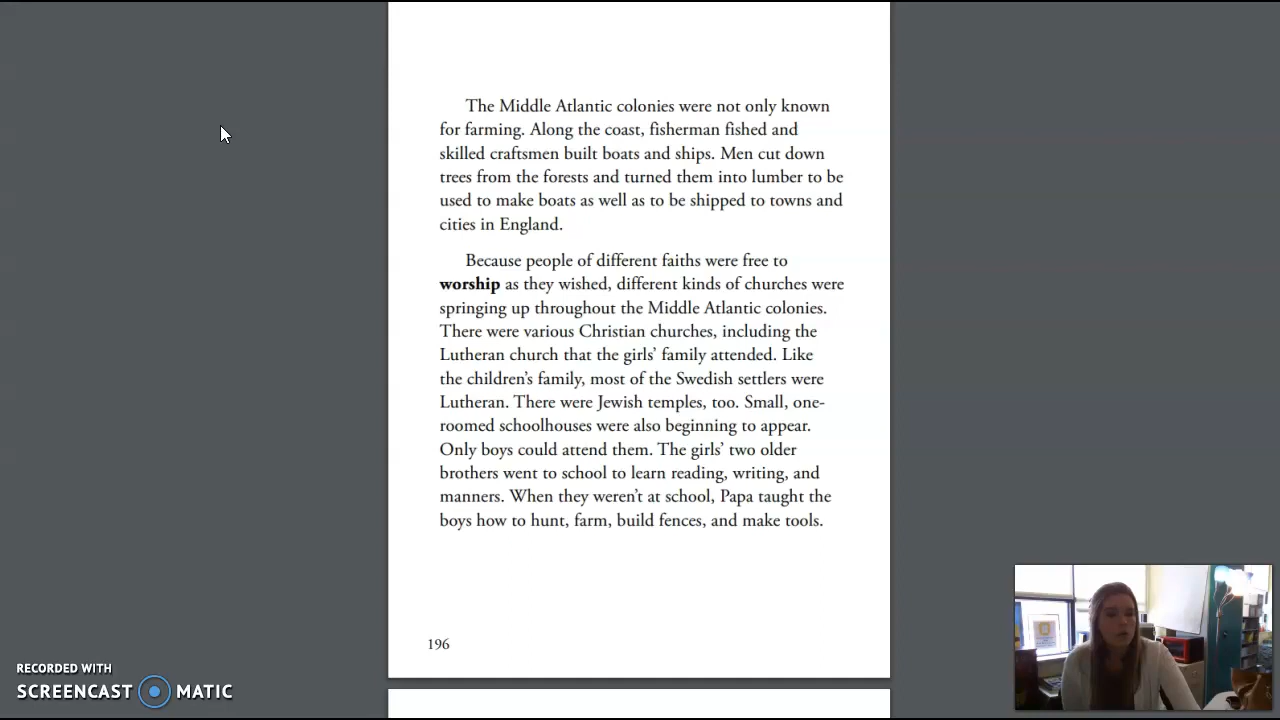 The Middle Atlantic colonies were not only known
for farming. Along the coast, fisherman fished and
skilled craftsmen built boats and ships. Men cut down
trees from the forests and turned them into lumber to be
used to make boats as well as to be shipped to towns and
cities in England.
Because people of different faiths were free to
worship as they wished, different kinds of churches were
springing up throughout the Middle Atlantic colonies.
There were various Christian churches, including the
Lutheran church that the girls’ family attended. Like
the children’s family, most of the Swedish settlers were
Lutheran. There were Jewish temples, too. Small, one-
roomed schoolhouses were also beginning to appear.
Only boys could attend them. The girls’ two older
brothers went to school to learn reading, writing, and
manners. When they weren’t at school, Papa taught the
boys how to hunt, farm, build fences, and make tools.
196
RECORDED WITH
SCREENCAST MATIC